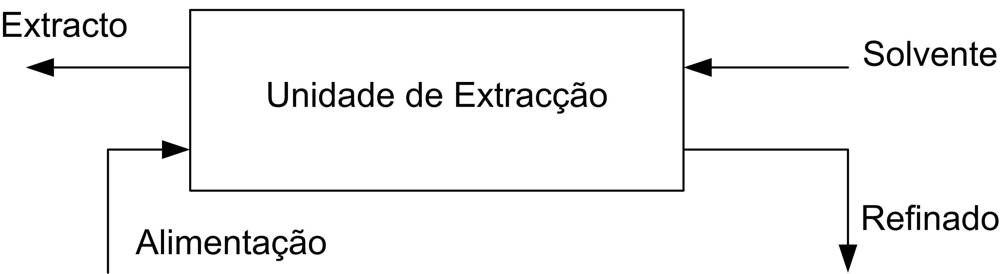 Extracto
Solvente
Unidade de Extracção
Alimentação
Refinado